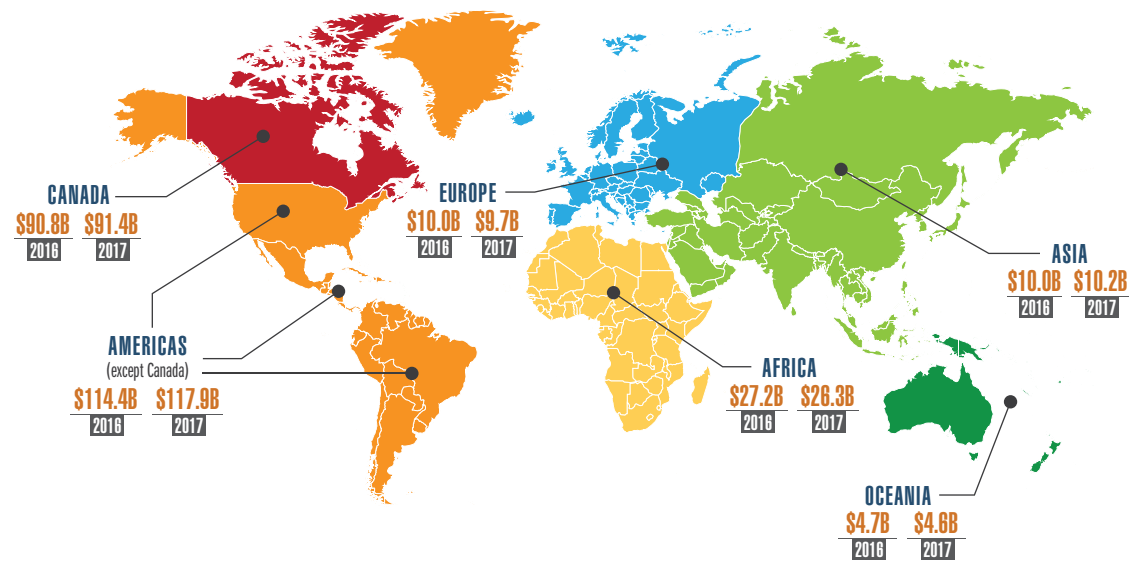 CANADA
$90.8B $91.4B
2016 2017
EUROPE
$10.0B $9.7B
2016 2017
ASIA
$10.0B $10.2B
2016 2017
AMERICAS
(except Canada)
$114.4B $117.9B
2016 2017
AFRICA
$27.2B $26.3B
2016 2017
OCEANIA
$4.7B $4.6B
2016 2017